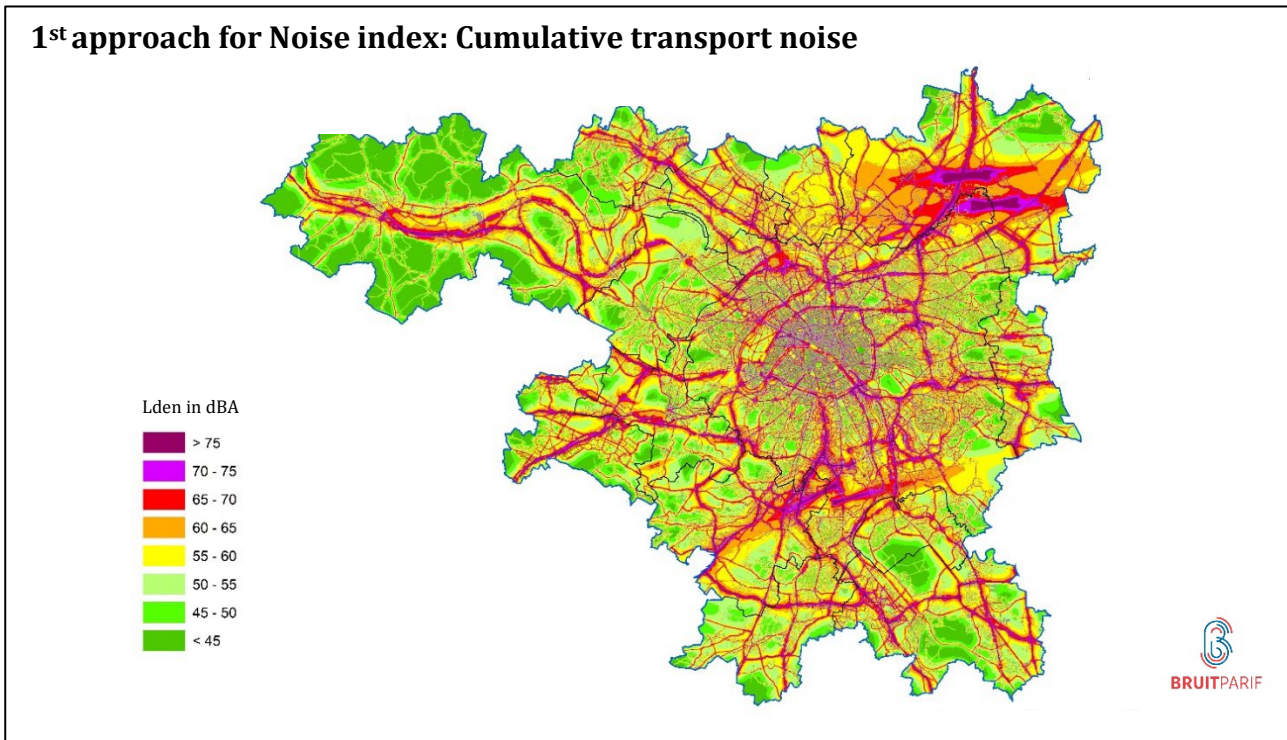 1st approach for Noise index: Cumulative transport noise
Lden in dBA
> 75
70 - 75
65 - 70
60 - 65
55 - 60
50 - 55
45 - 50
< 45
BRUITPARIF